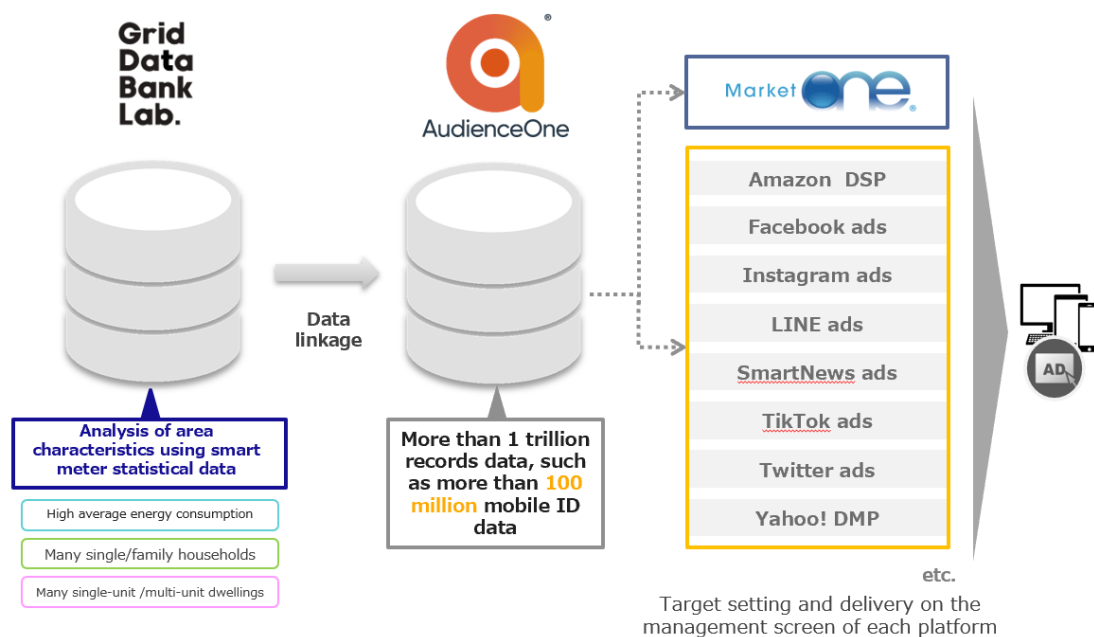 Grid
Data
Bank
Lab.
®
AudienceOne
Market One®
Amazon DSP
Facebook ads
Instagram ads
LINE ads
SmartNews ads
TikTok ads
Twitter ads
Yahoo! DMP
etc.
Data
linkage
AD
Analysis of area
characteristics using smart
meter statistical data
High average energy consumption
Many single/family households
Many single-unit /multi-unit dwellings
More than 1 trillion
records data, such
as more than 100
million mobile ID
data
Target setting and delivery on the
management screen of each platform